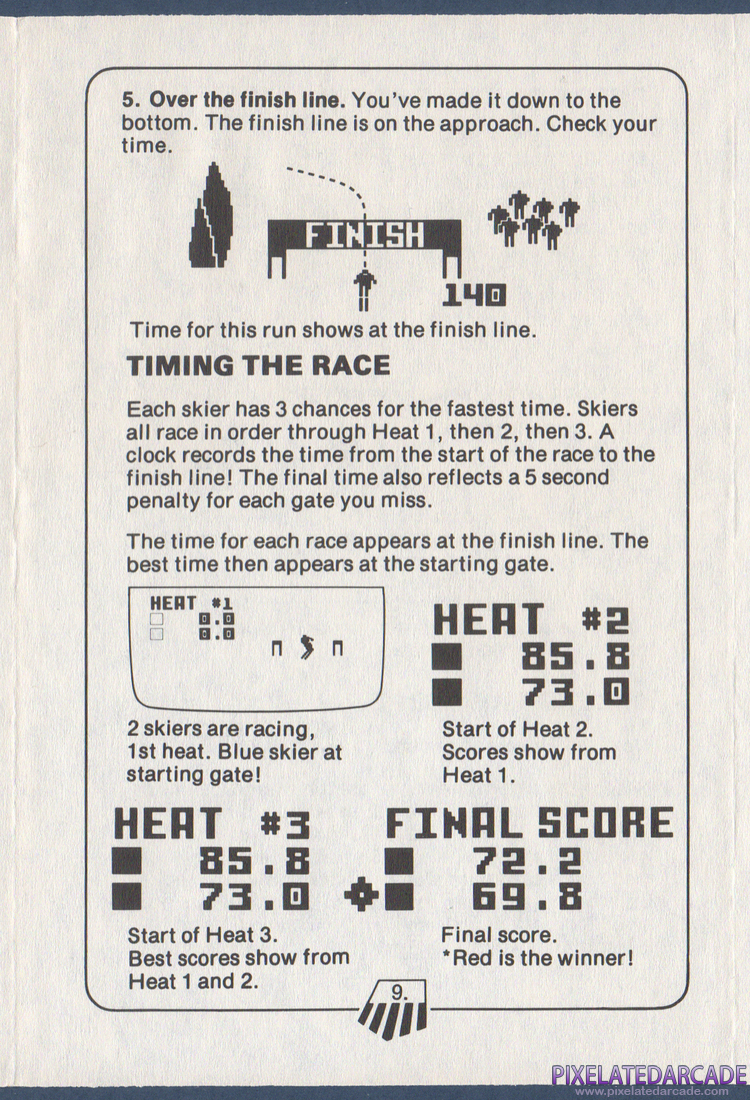 5. Over the finish line. You've made it down to the
bottom. The finish line is on the approach. Check your
time.
FINISH
140
Time for this run shows at the finish line.
TIMING THE RACE
Each skier has 3 chances for the fastest time. Skiers
all race in order through Heat 1, then 2, then 3. A
clock records the time from the start of the race to the
finish line! The final time also reflects a 5 second
penalty for each gate you miss.
The time for each race appears at the finish line. The
best time then appears at the starting gate.
HEAT #1
0.0
0.0
2 skiers are racing,
1st heat. Blue skier at
starting gate!
HEAT #2
85.8
73.0
Start of Heat 2.
Scores show from
Heat 1.
HEAT #3
85.8
73.0
Start of Heat 3.
Best scores show from
Heat 1 and 2.
FINAL SCORE
72.2
69.8
Final score.
*Red is the winner!
9.
PIXELATEDARCADE
www.pixelatedarcade.com